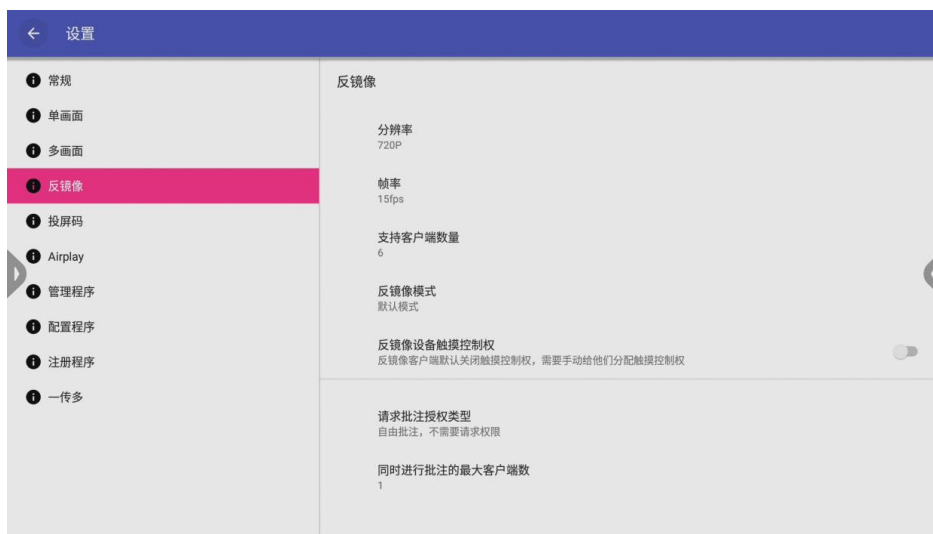 设置
常规
单画面
多画面
反镜像
投屏码
Airplay
管理程序
配置程序
注册程序
一传多
反镜像
分辨率
720P
帧率
15fps
支持客户端数量
6
反镜像模式
默认模式
反镜像设备触摸控制权
反镜像客户端默认关闭触摸控制权，需要手动给他们分配触摸控制权
请求批注授权类型
自由批注，不需要请求权限
同时进行批注的最大客户端数
1